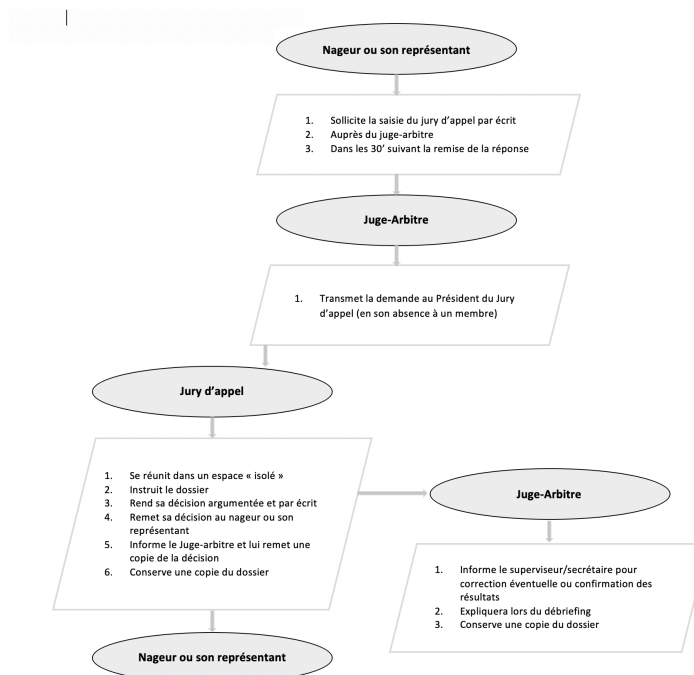 Nageur ou son représentant
1. Sollicite la saisie du jury d'appel par écrit
2. Auprès du juge-arbitre
3. Dans les 30' suivant la remise de la réponse
Juge-Arbitre
1. Transmet la demande au Président du Jury
d'appel (en son absence à un membre)
Jury d'appel
1. Se réunit dans un espace « isolé »
2. Instruit le dossier
3. Rend sa décision argumentée et par écrit
4. Remet sa décision au nageur ou son
représentant
5. Informe le Juge-arbitre et lui remet une
copie de la décision
6. Conserve une copie du dossier
Juge-Arbitre
1. Informe le superviseur/secrétaire pour
correction éventuelle ou confirmation des
résultats
2. Expliquera lors du débriefing
3. Conserve une copie du dossier
Nageur ou son représentant